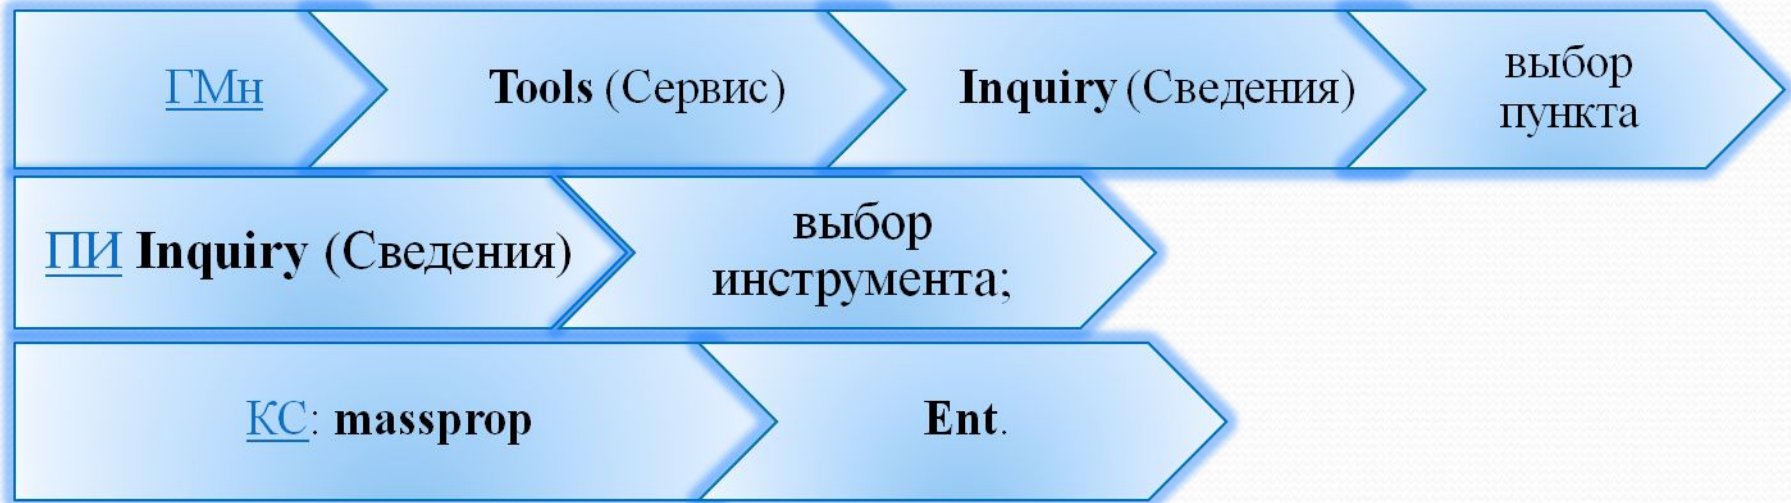 ГМн Tools (Сервис) Inquiry (Сведения) выбор
пункта
ПИ Inquiry (Сведения) выбор
инструмента;
КС: massprop Ent.